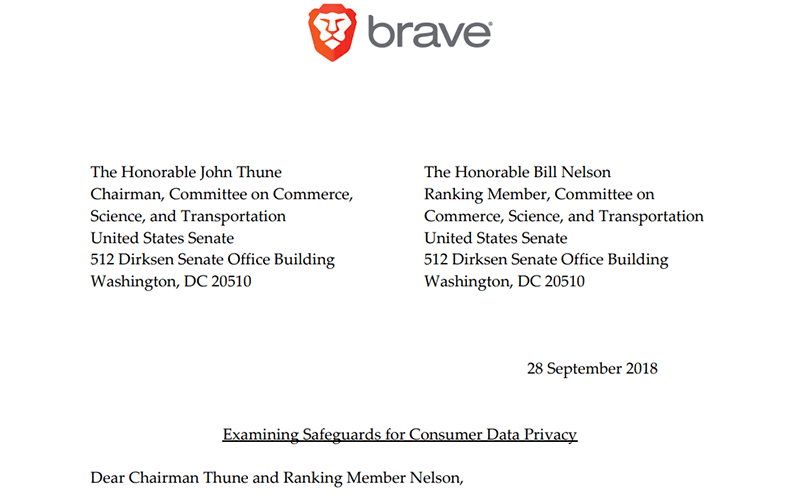 brave®
The Honorable John Thune
Chairman, Committee on Commerce,
Science, and Transportation
United States Senate
512 Dirksen Senate Office Building
Washington, DC 20510
The Honorable Bill Nelson
Ranking Member, Committee on
Commerce, Science, and Transportation
United States Senate
512 Dirksen Senate Office Building
Washington, DC 20510
28 September 2018
Examining Safeguards for Consumer Data Privacy
Dear Chairman Thune and Ranking Member Nelson,